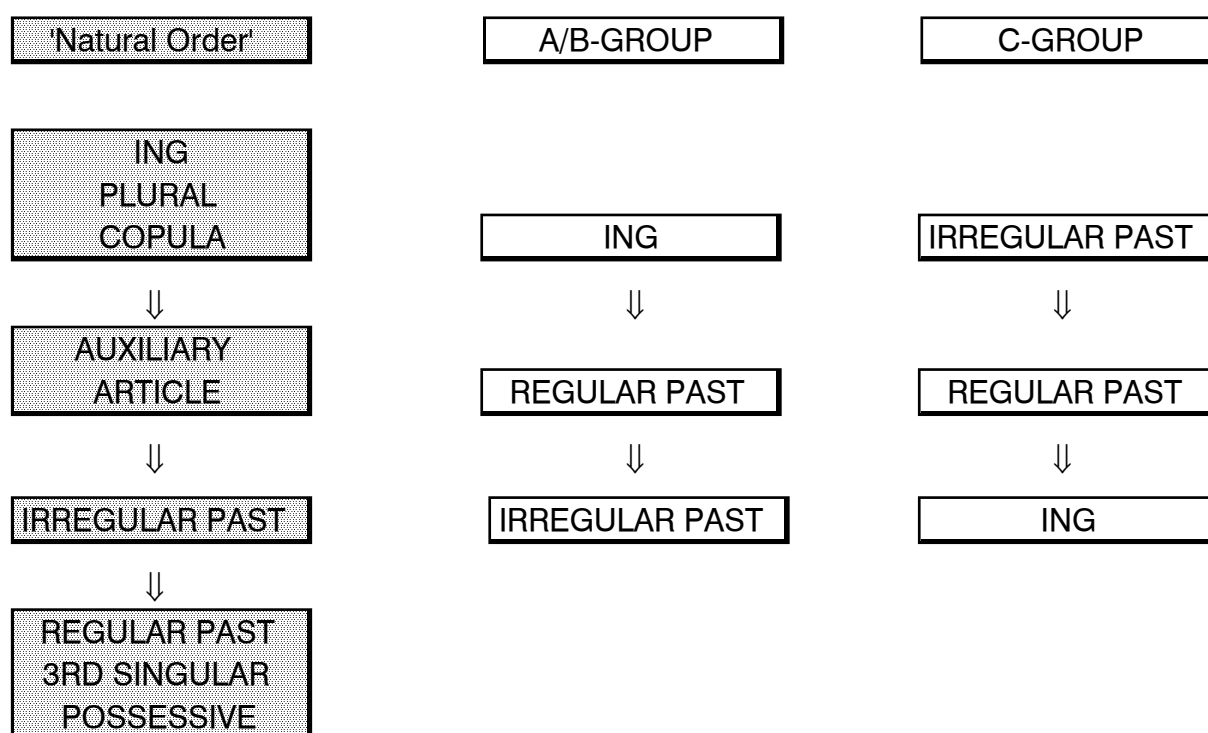 'Natural Order'
A/B-GROUP
C-GROUP
ING
PLURAL
COPULA
ING
IRREGULAR PAST
⇓
⇓
⇓
AUXILIARY
ARTICLE
REGULAR PAST
REGULAR PAST
⇓
⇓
⇓
IRREGULAR PAST
IRREGULAR PAST
ING
⇓
REGULAR PAST
3RD SINGULAR
POSSESSIVE